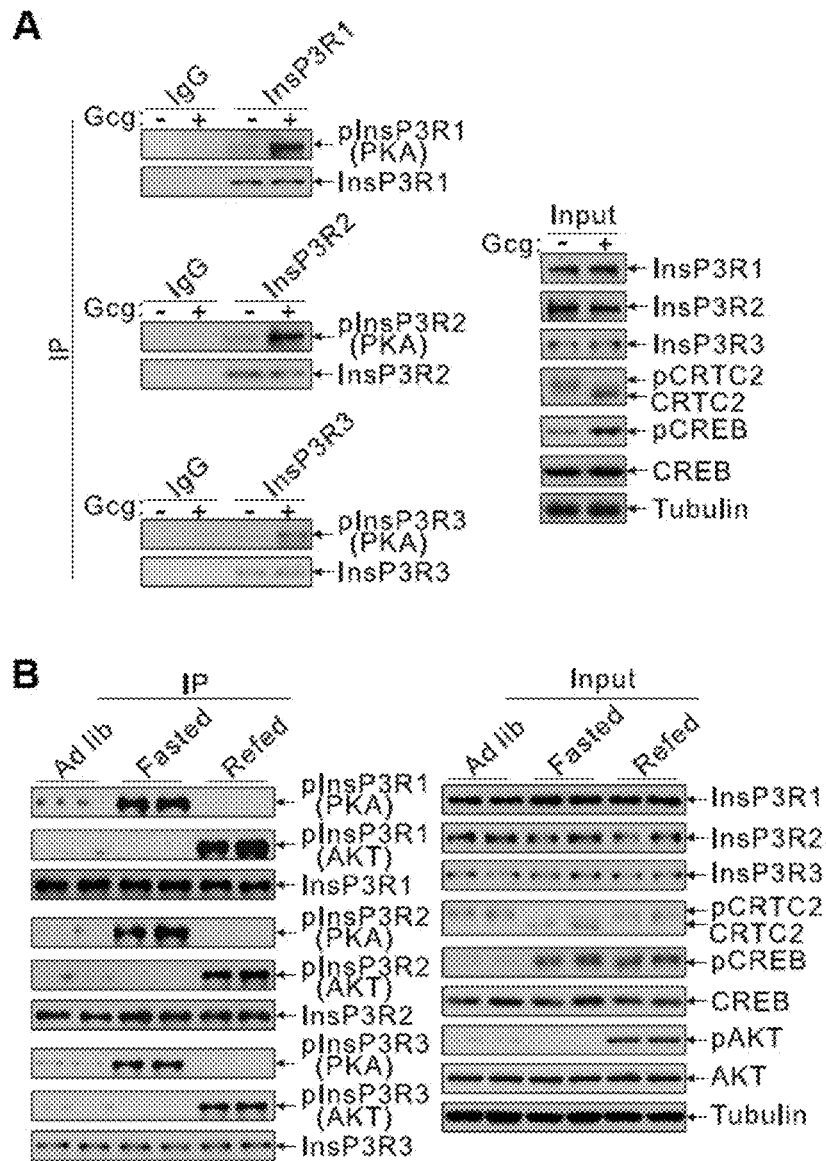 A
IP
IgG InsP3R1
Gcg: - + - +
pInsP3R1
(PKA)
InsP3R1
IgG InsP3R2
Gcg: - + - +
pInsP3R2
(PKA)
InsP3R2
IgG InsP3R3
Gcg: - + - +
pInsP3R3
(PKA)
InsP3R3
Input
Gcg: - +
InsP3R1
InsP3R2
InsP3R3
pCRTC2
CRTC2
pCREB
CREB
Tubulin
B
IP
Ad lib Fasted Refed
pInsP3R1
(PKA)
pInsP3R1
(AKT)
InsP3R1
pInsP3R2
(PKA)
pInsP3R2
(AKT)
InsP3R2
pInsP3R3
(PKA)
pInsP3R3
(AKT)
InsP3R3
Input
Ad lib Fasted Refed
InsP3R1
InsP3R2
InsP3R3
pCRTC2
CRTC2
pCREB
CREB
pAKT
AKT
Tubulin